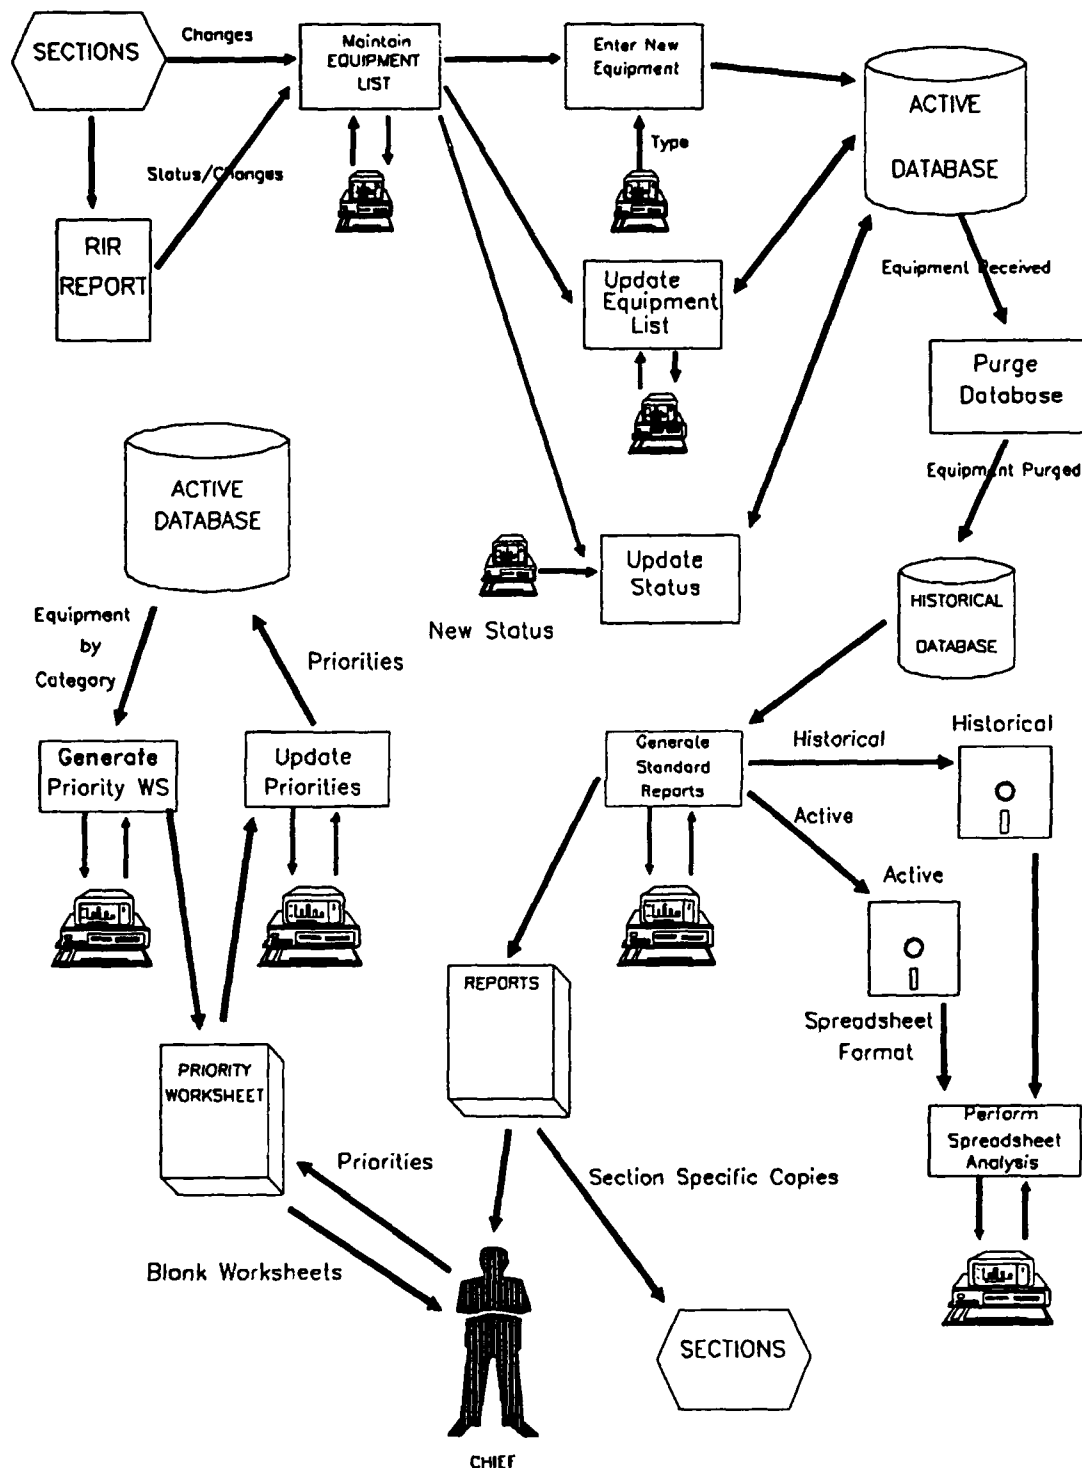 SECTIONS
Changes
Maintain
EQUIPMENT
LIST
Enter New
Equipment
ACTIVE
DATABASE
Type
Status/Changes
RIR
REPORT
Update
Equipment
List
Equipment Received
Purge
Database
Equipment Purged
ACTIVE
DATABASE
Update
Status
New Status
HISTORICAL
DATABASE
Equipment
by
Category
Priorities
Generate
Priority WS
Update
Priorities
Generate
Standard
Reports
Historical
Historical
Active
Active
REPORTS
Spreadsheet
Format
PRIORITY
WORKSHEET
Perform
Spreadsheet
Analysis
Priorities
Section Specific Copies
Blank Worksheets
SECTIONS
CHIEF